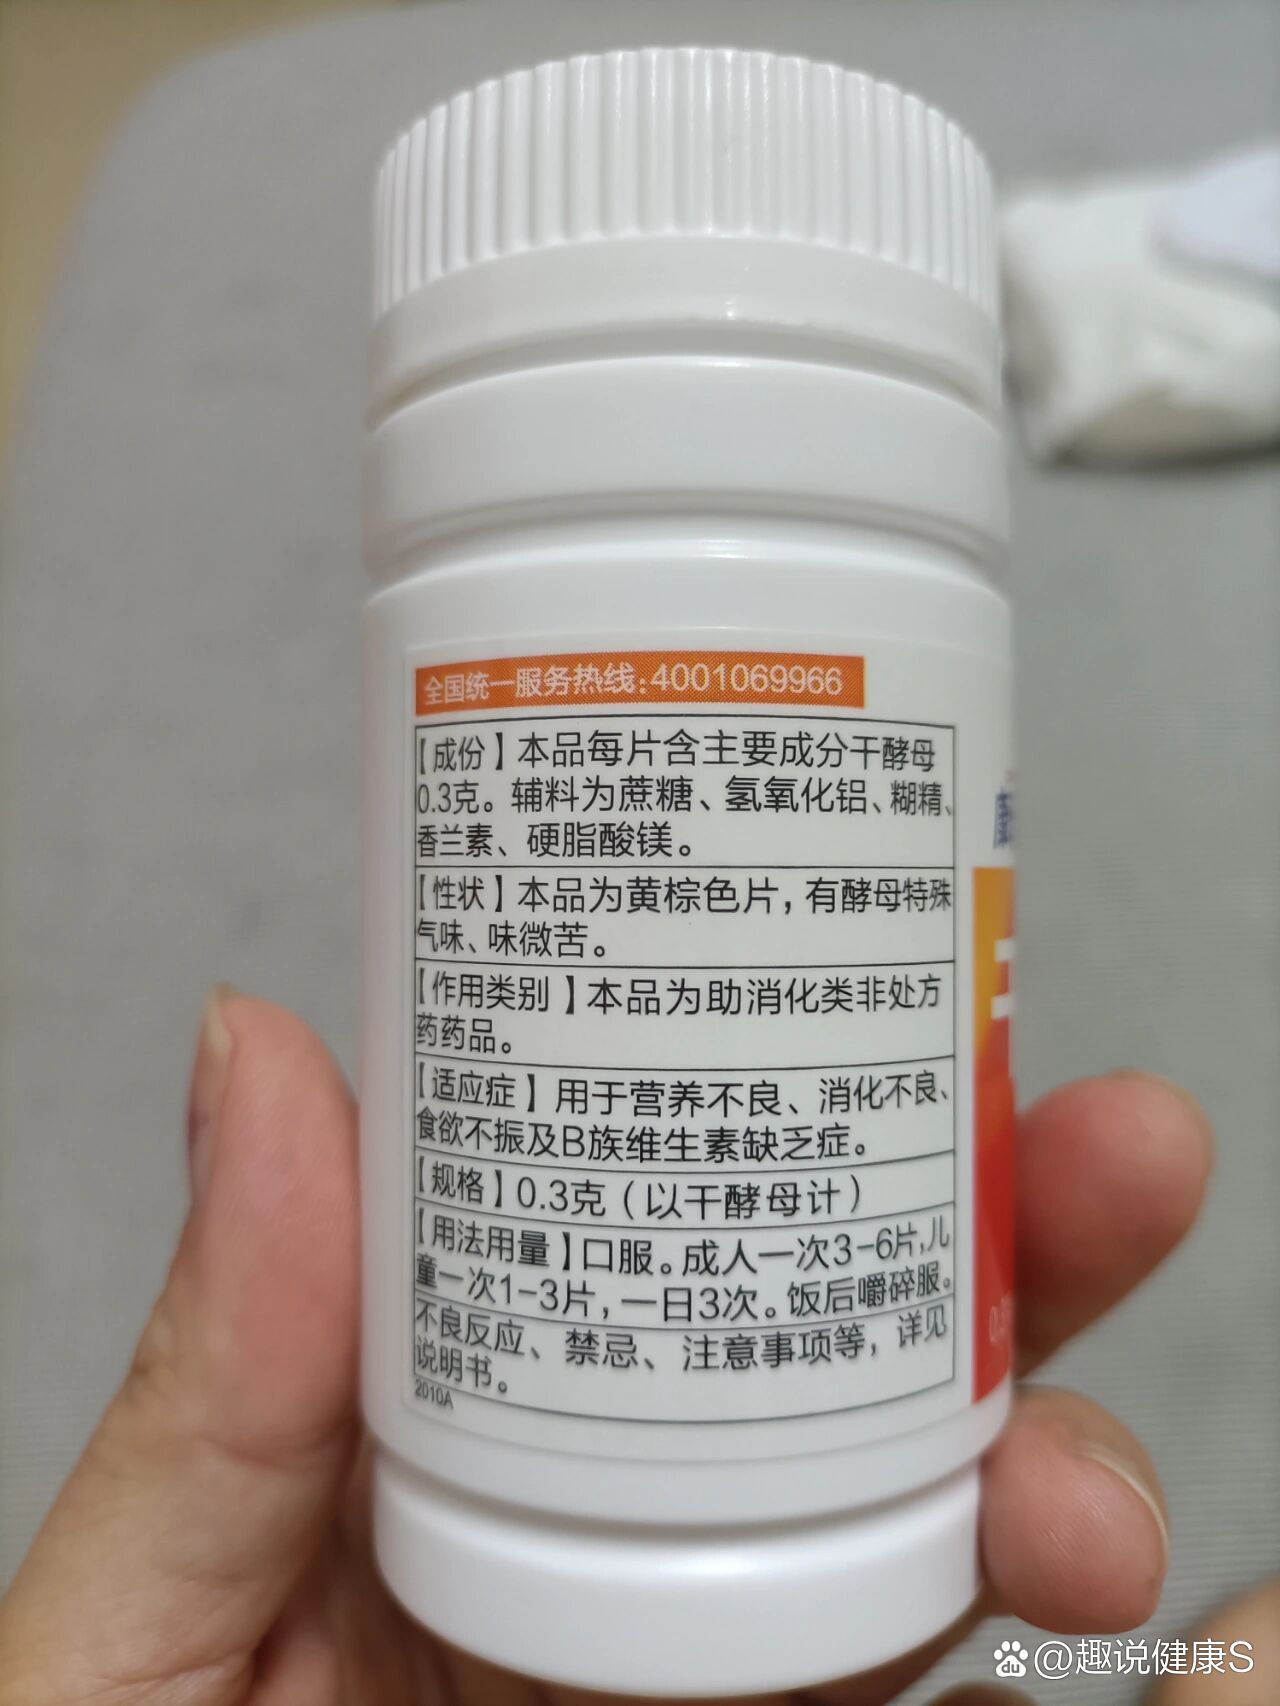 全国统一服务热线:4001069966
【成份】本品每片含主要成分干酵母
0.3克。辅料为蔗糖、氢氧化铝、糊精、
香兰素、硬脂酸镁。
【性状】本品为黄棕色片，有酵母特殊
气味、味微苦。
【作用类别】本品为助消化类非处方
药药品。
【适应症】用于营养不良、消化不良、
食欲不振及B族维生素缺乏症。
【规格】0.3克（以干酵母计）
【用法用量】口服。成人一次3-6片,儿
童一次1-3片，一日3次。饭后嚼碎服。
不良反应、禁忌、注意事项等，详见
说明书。
2010A
@趣说健康S